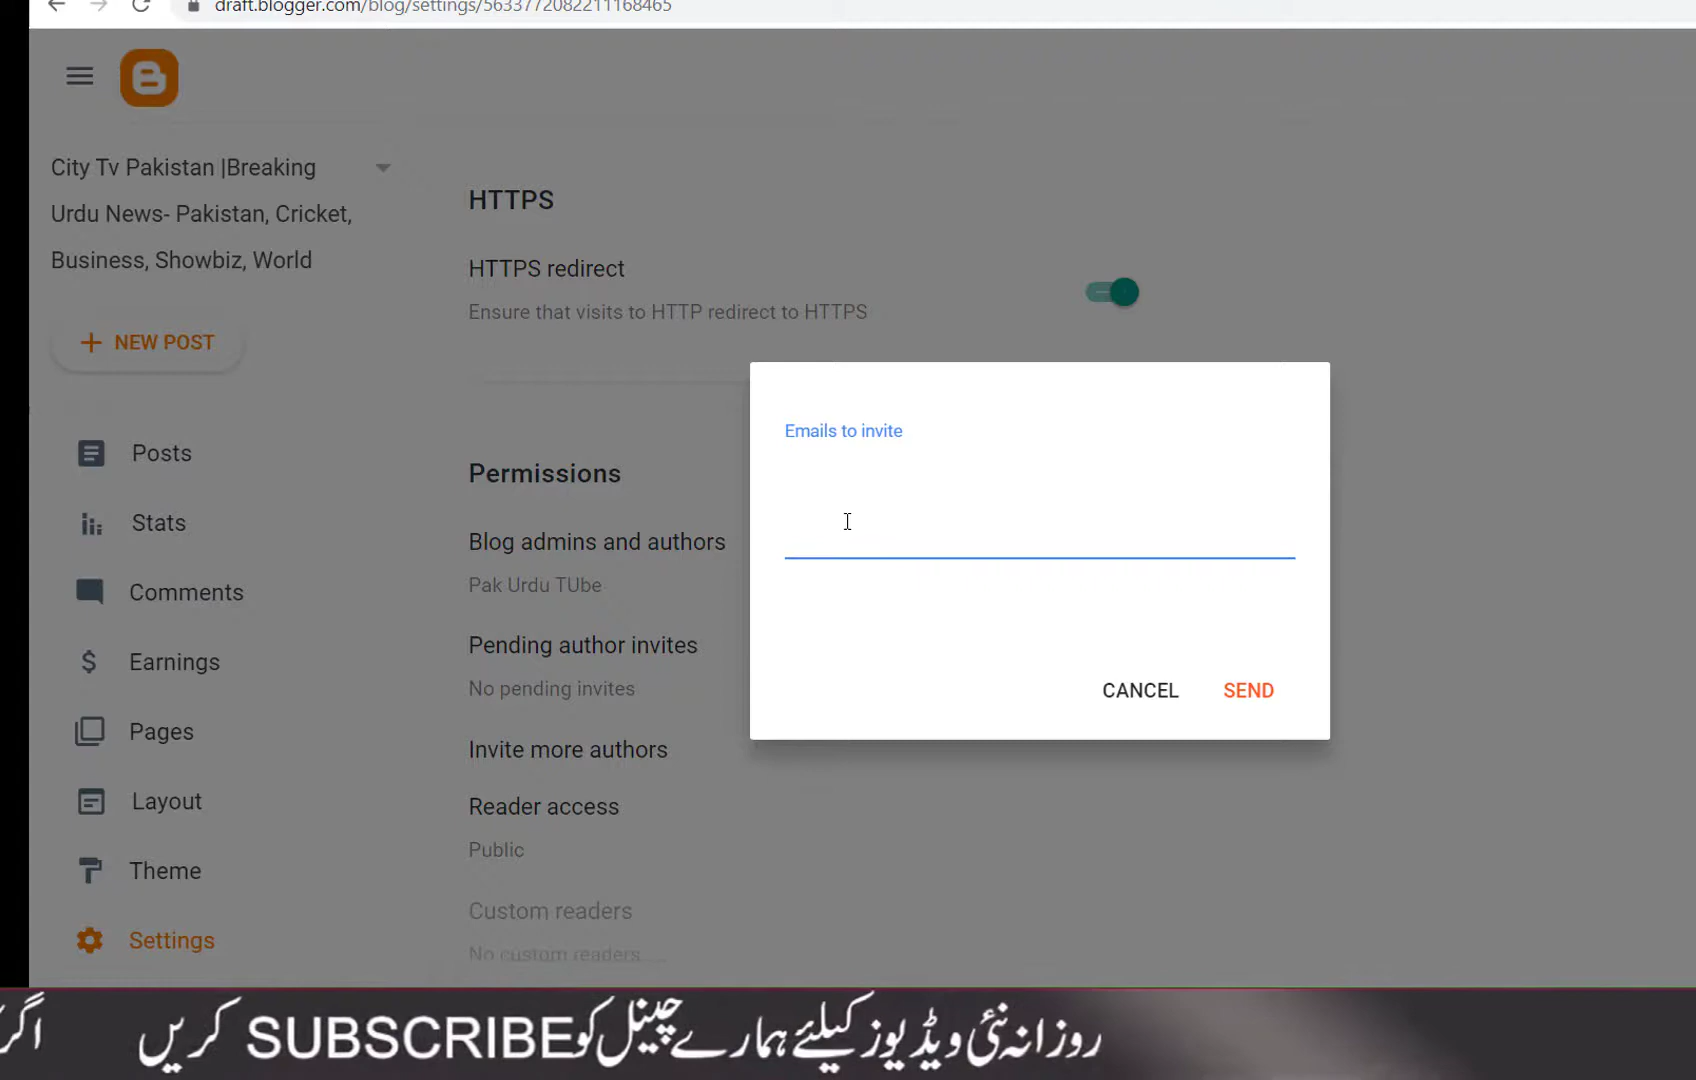 draft.blogger.com/blog/settings/5633772082211168465
City Tv Pakistan |Breaking
Urdu News- Pakistan, Cricket,
Business, Showbiz, World
NEW POST
Posts
Stats
Comments
Earnings
Pages
Layout
Theme
Settings
HTTPS
HTTPS redirect
Ensure that visits to HTTP redirect to HTTPS
Permissions
Blog admins and authors
Pak Urdu TUbe
Pending author invites
No pending invites
Invite more authors
Reader access
Public
Custom readers
No custom readers
Emails to invite
CANCEL
SEND
روزانہ نئی ویڈیوز کیلئے ہمارے چینل کو SUBSCRIBE کریں اگر